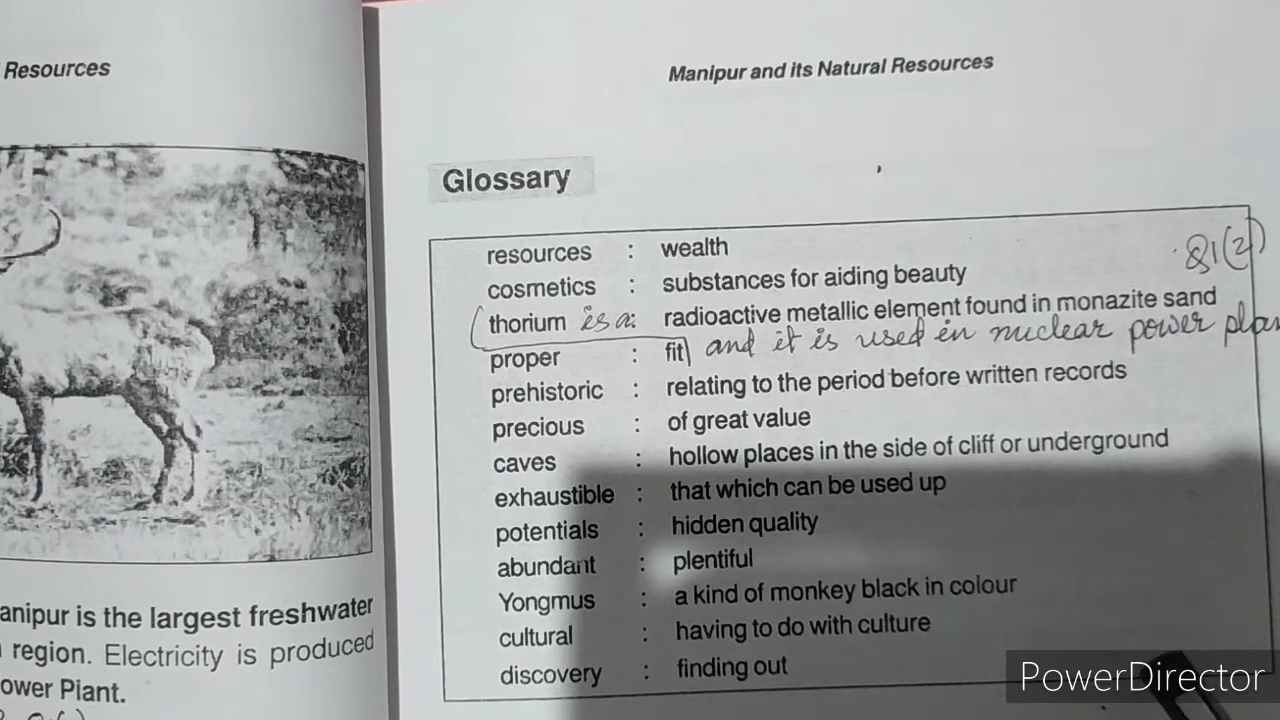 Resources
anipur is the largest freshwater
region. Electricity is produced
ower Plant.
Manipur and its Natural Resources
Glossary
Q1(2)
resources : wealth
cosmetics : substances for aiding beauty
(thorium is a: radioactive metallic element found in monazite sand
proper : fit) and it is used in nuclear power plan
prehistoric : relating to the period before written records
precious : of great value
caves : hollow places in the side of cliff or underground
exhaustible : that which can be used up
potentials : hidden quality
abundant : plentiful
Yongmus : a kind of monkey black in colour
cultural : having to do with culture
discovery : finding out
PowerDirector